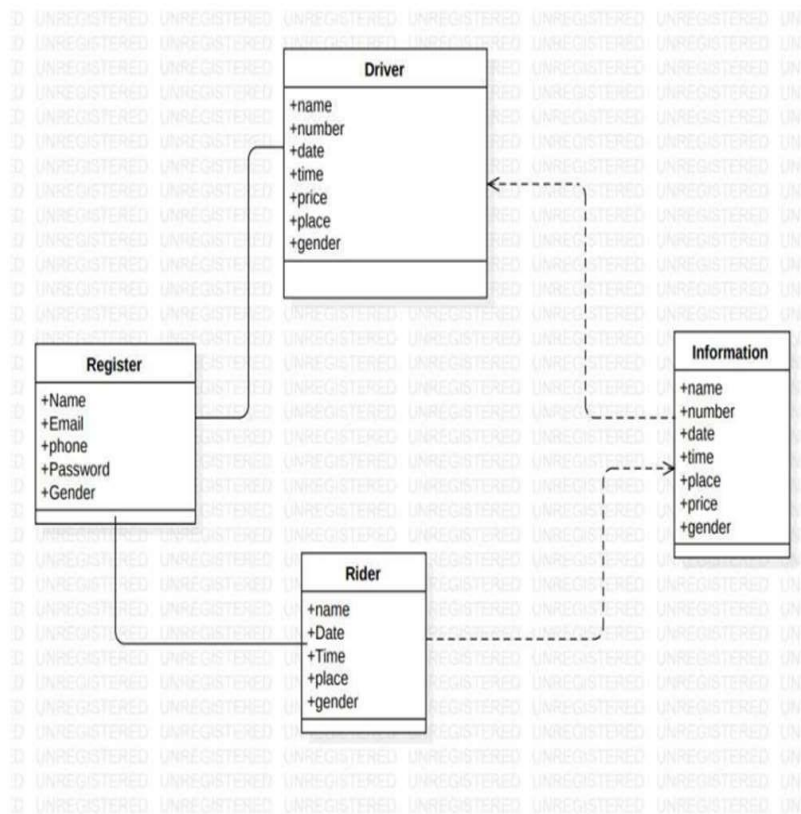 Driver
+name
+number
+date
+time
+price
+place
+gender
Register
+Name
+Email
+phone
+Password
+Gender
Information
+name
+number
+date
+time
+place
+price
+gender
Rider
+name
+Date
+Time
+place
+gender
UNREGISTERED